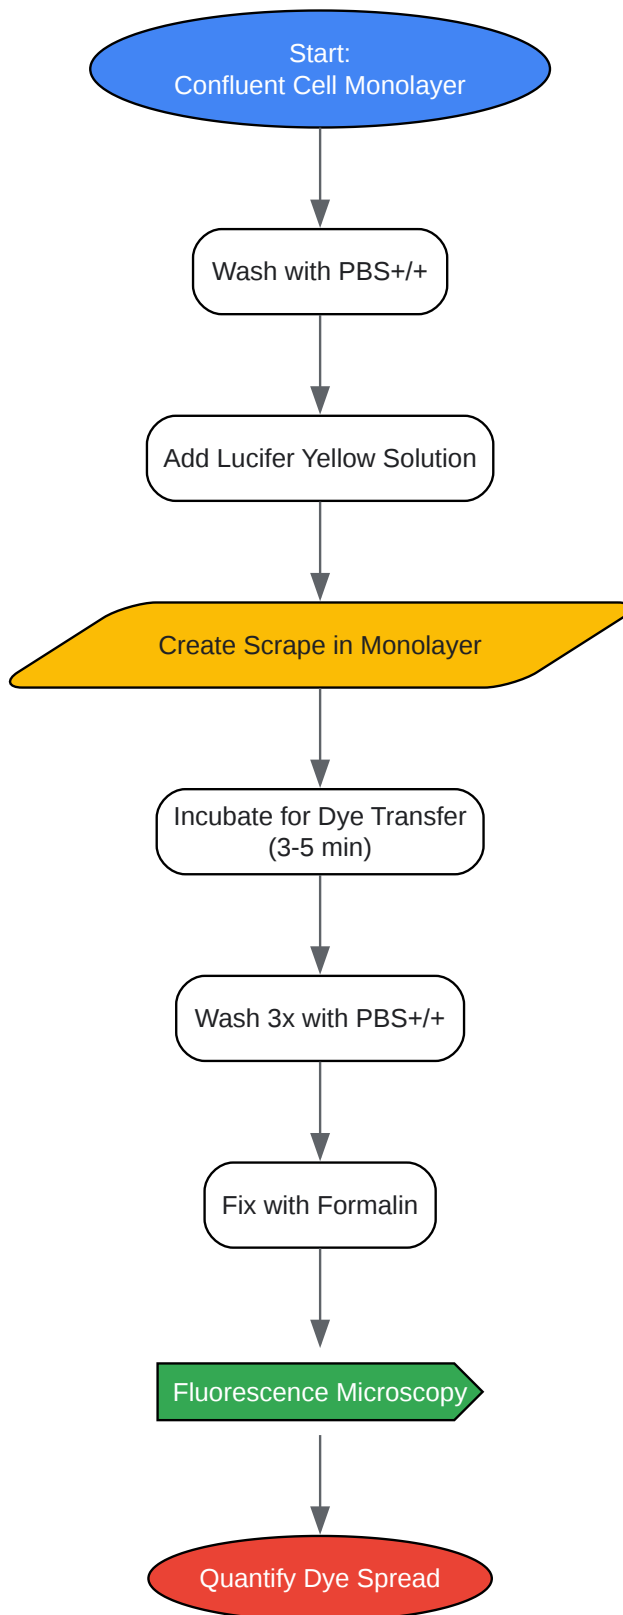 Start:
Confluent Cell Monolayer
Wash with PBS+/+
Add Lucifer Yellow Solution
Create Scrape in Monolayer
Incubate for Dye Transfer
(3-5 min)
Wash 3x with PBS+/+
Fix with Formalin
Fluorescence Microscopy
Quantify Dye Spread